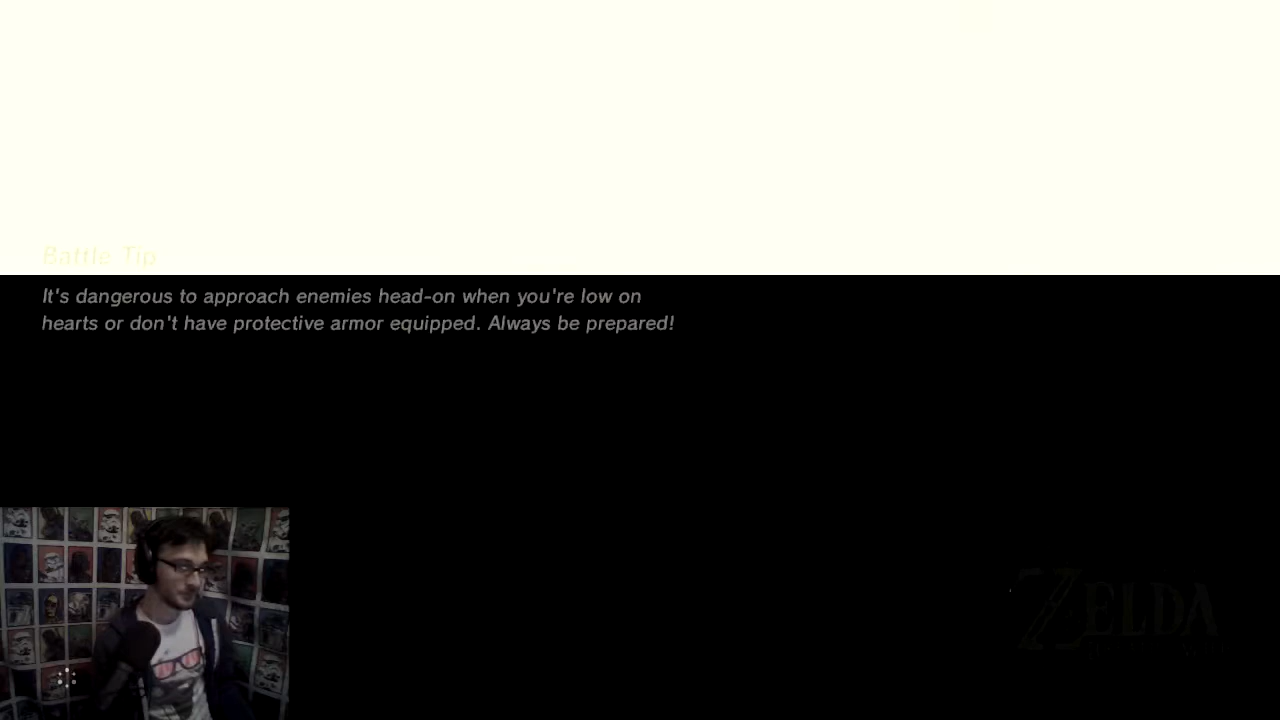 Battle Tip
It's dangerous to approach enemies head-on when you're low on
hearts or don't have protective armor equipped. Always be prepared!
ZELDA